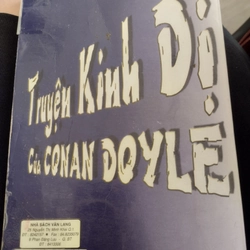 Truyện Kinh Dị
Của CONAN DOYLE
NHÀ SÁCH VĂN LANG